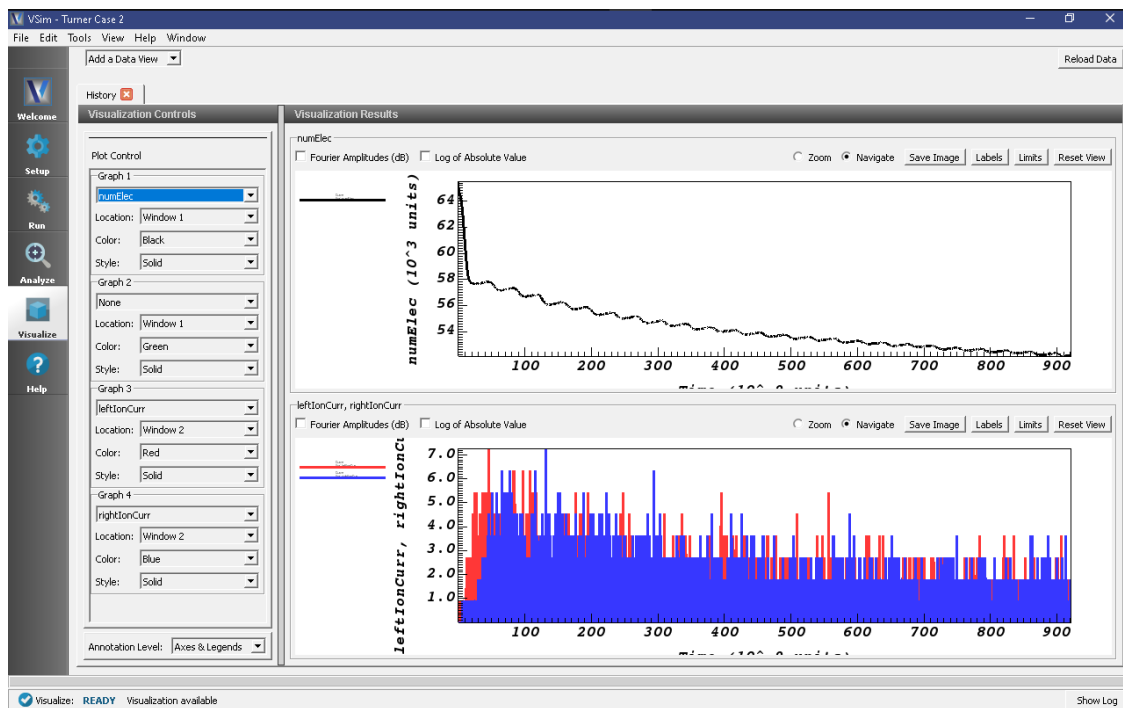 VSim - Turner Case 2
File Edit Tools View Help Window
Add a Data View
Reload Data
History
Welcome
Setup
Run
Analyze
Visualize
Help
Visualization Controls
Plot Control
Graph 1
numElec
Location: Window 1
Color: Black
Style: Solid
Graph 2
None
Location: Window 1
Color: Green
Style: Solid
Graph 3
leftIonCurr
Location: Window 2
Color: Red
Style: Solid
Graph 4
rightIonCurr
Location: Window 2
Color: Blue
Style: Solid
Annotation Level: Axes & Legends
Visualization Results
numElec
Fourier Amplitudes (dB) Log of Absolute Value Zoom Navigate Save Image Labels Limits Reset View
numElec (10^3 units)
64
62
60
58
56
54
100 200 300 400 500 600 700 800 900
leftIonCurr, rightIonCurr
Fourier Amplitudes (dB) Log of Absolute Value Zoom Navigate Save Image Labels Limits Reset View
leftIonCurr, rightIonCu
7.0
6.0
5.0
4.0
3.0
2.0
1.0
100 200 300 400 500 600 700 800 900
Visualize: READY Visualization available
Show Log